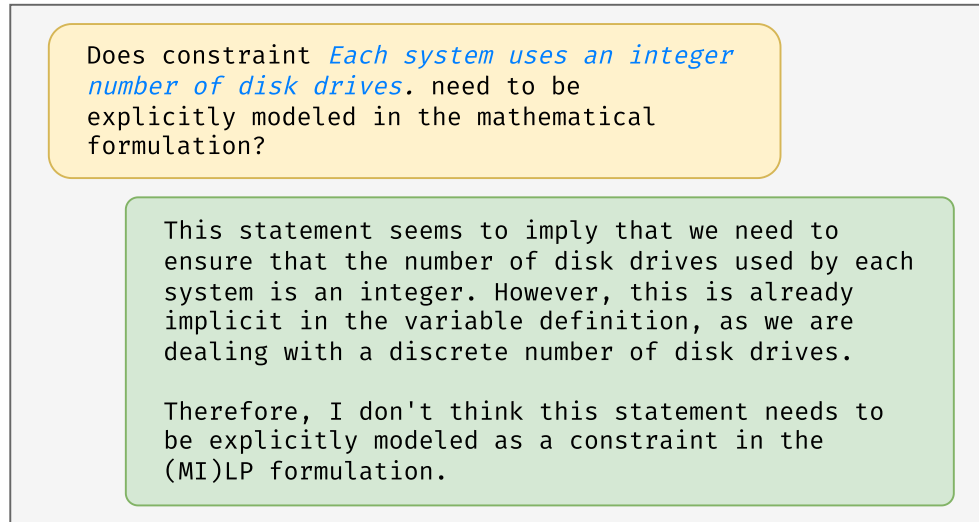 Does constraint Each system uses an integer
number of disk drives. need to be
explicitly modeled in the mathematical
formulation?
This statement seems to imply that we need to
ensure that the number of disk drives used by each
system is an integer. However, this is already
implicit in the variable definition, as we are
dealing with a discrete number of disk drives.
Therefore, I don't think this statement needs to
be explicitly modeled as a constraint in the
(MI)LP formulation.